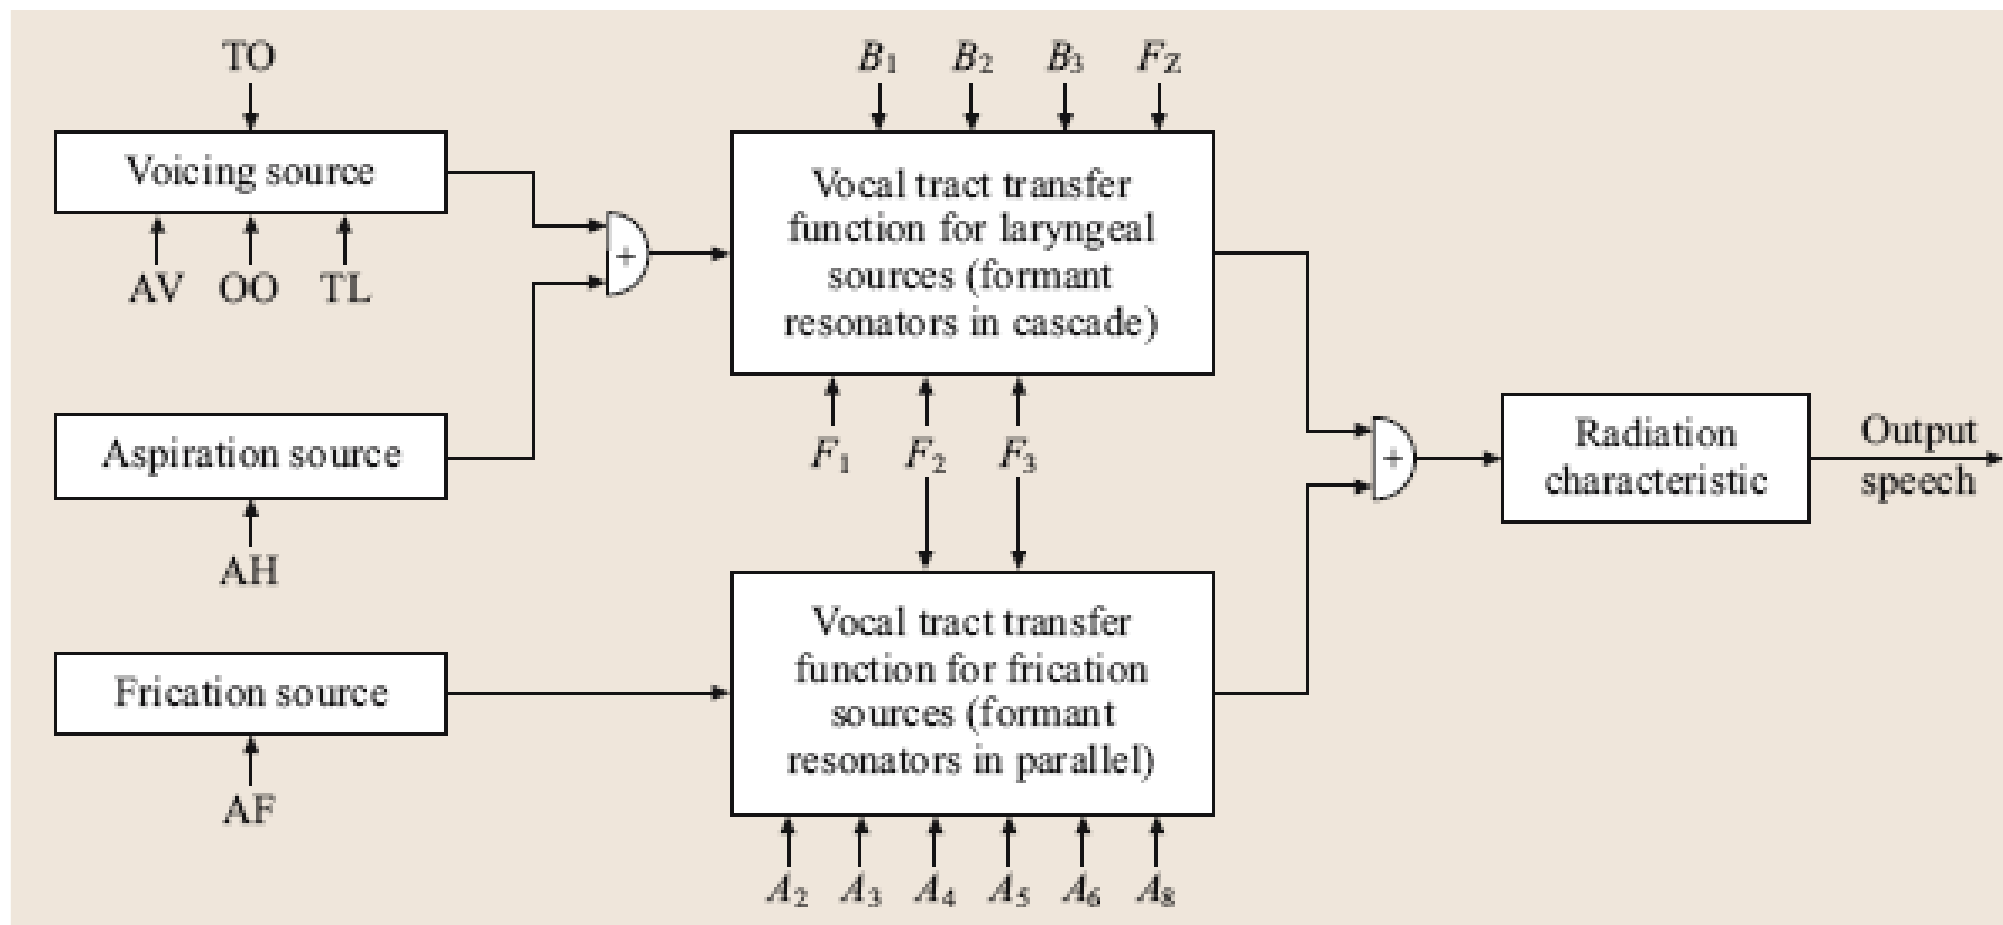 TO
B1 B2 B3 FZ
Voicing source
AV OO TL
+
Vocal tract transfer
function for laryngeal
sources (formant
resonators in cascade)
Aspiration source
AH
F1 F2 F3
+
Radiation
characteristic
Output
speech
Frication source
AF
Vocal tract transfer
function for frication
sources (formant
resonators in parallel)
A2 A3 A4 A5 A6 A8